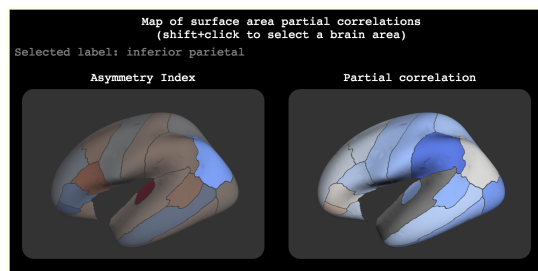 Map of surface area partial correlations
(shift+click to select a brain area)
Selected label: inferior parietal
Asymmetry Index
Partial correlation